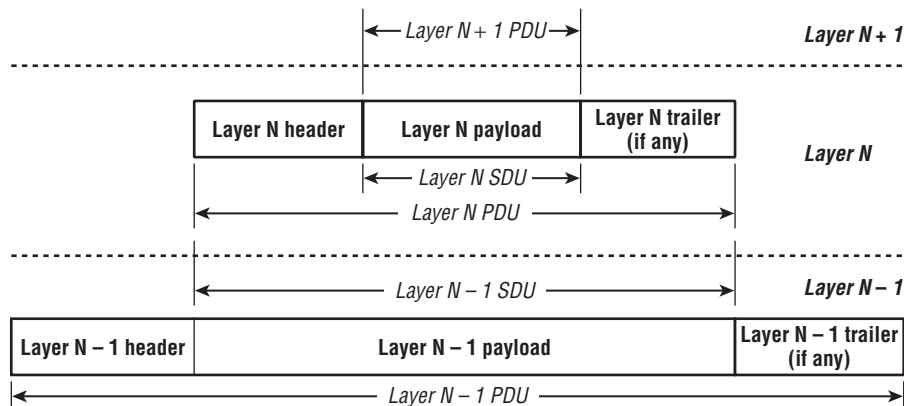 Layer N + 1 PDU
Layer N + 1
Layer N header
Layer N payload
Layer N trailer
(if any)
Layer N
Layer N SDU
Layer N PDU
Layer N – 1 SDU
Layer N – 1
Layer N – 1 header
Layer N – 1 payload
Layer N – 1 trailer
(if any)
Layer N – 1 PDU